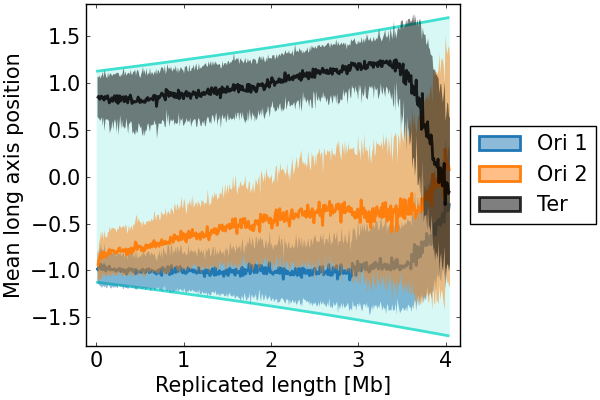 Mean long axis position
1.5
1.0
0.5
0.0
−0.5
−1.0
−1.5
0 1 2 3 4
Replicated length [Mb]
Ori 1
Ori 2
Ter